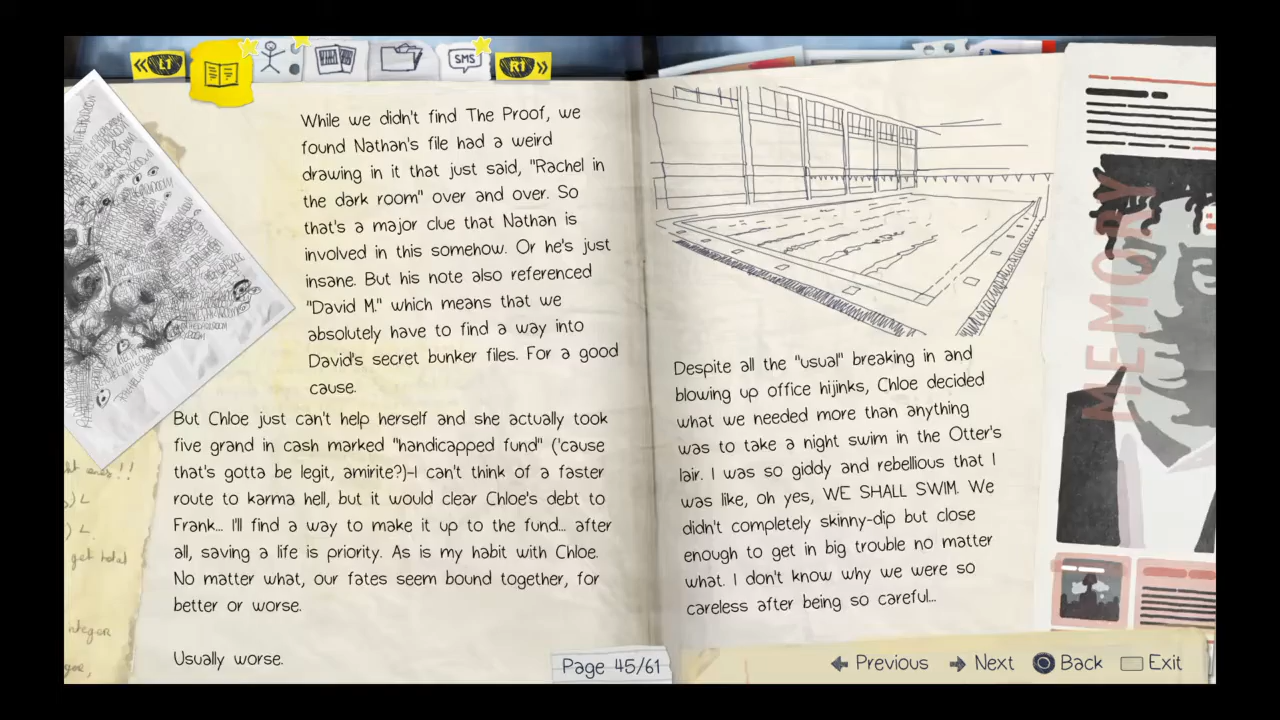 LT
SMS
R1
While we didn't find The Proof, we
found Nathan's file had a weird
drawing in it that just said, "Rachel in
the dark room" over and over. So
that's a major clue that Nathan is
involved in this somehow. Or he's just
insane. But his note also referenced
"David M." which means that we
absolutely have to find a way into
David's secret bunker files. For a good
cause.
But Chloe just can't help herself and she actually took
five grand in cash marked "handicapped fund" ('cause
that's gotta be legit, amirite?)–I can't think of a faster
route to karma hell, but it would clear Chloe's debt to
Frank... I'll find a way to make it up to the fund... after
all, saving a life is priority. As is my habit with Chloe.
No matter what, our fates seem bound together, for
better or worse.
Usually worse.
Despite all the "usual" breaking in and
blowing up office hijinks, Chloe decided
what we needed more than anything
was to take a night swim in the Otter's
lair. I was so giddy and rebellious that I
was like, oh yes, WE SHALL SWIM. We
didn't completely skinny-dip but close
enough to get in big trouble no matter
what. I don't know why we were so
careless after being so careful...
MEMORY
get hotal
nteger
Page 45/61
Previous
Next
Back
Exit